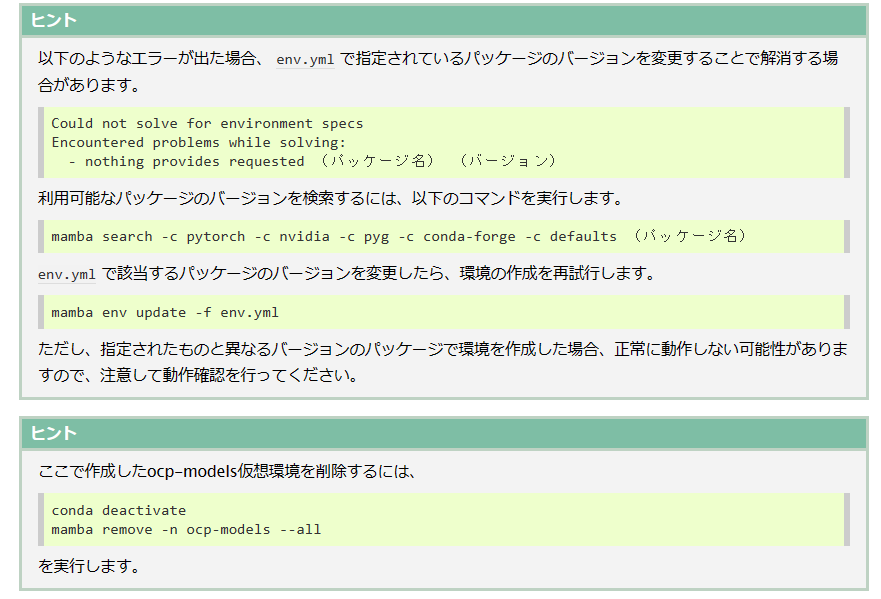 ヒント
以下のようなエラーが出た場合、 env.yml で指定されているパッケージのバージョンを変更することで解消する場
合があります。
Could not solve for environment specs
Encountered problems while solving:
  - nothing provides requested （パッケージ名） （バージョン）
利用可能なパッケージのバージョンを検索するには、以下のコマンドを実行します。
mamba search -c pytorch -c nvidia -c pyg -c conda-forge -c defaults （パッケージ名）
env.yml で該当するパッケージのバージョンを変更したら、環境の作成を再試行します。
mamba env update -f env.yml
ただし、指定されたものと異なるバージョンのパッケージで環境を作成した場合、正常に動作しない可能性がありま
すので、注意して動作確認を行ってください。
ヒント
ここで作成したocp-models仮想環境を削除するには、
conda deactivate
mamba remove -n ocp-models --all
を実行します。